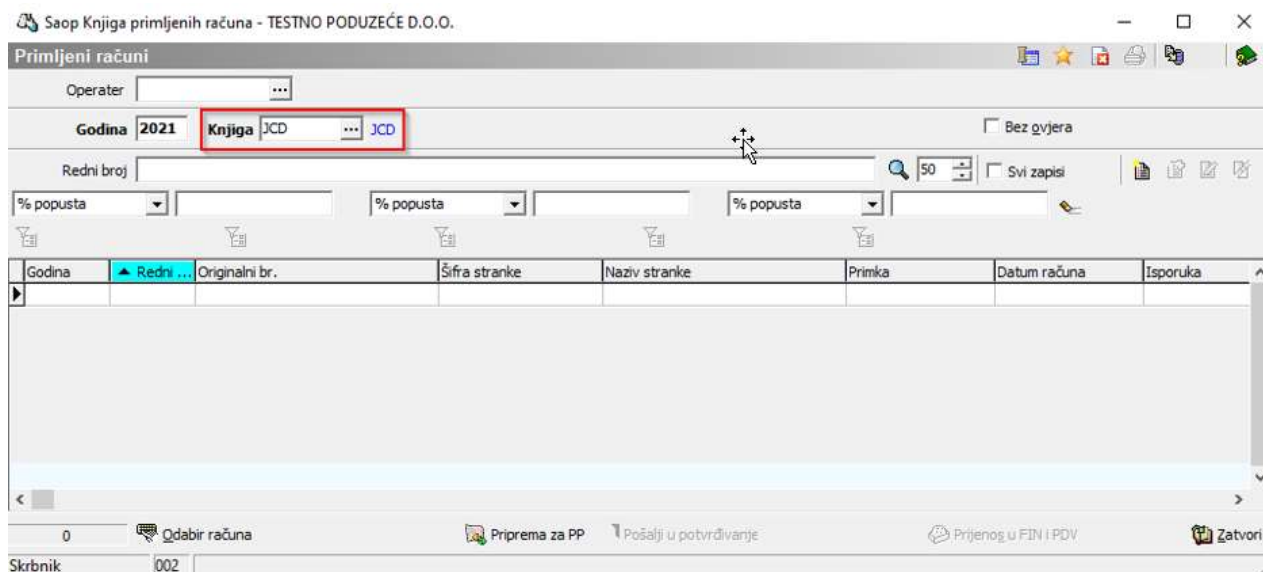 Saop Knjiga primljenih računa - TESTNO PODUZEĆE D.O.O.
Primljeni računi
Operater
Godina 2021 Knjiga JCD ... JCD Bez ovjera
Redni broj 50 Svi zapisi
% popusta % popusta % popusta
Godina Redni ... Originalni br. Šifra stranke Naziv stranke Primka Datum računa Isporuka
0 Odabir računa Priprema za PP Pošalji u potvrđivanje Prijenos u FIN i PDV Zatvori
Skrbnik 002